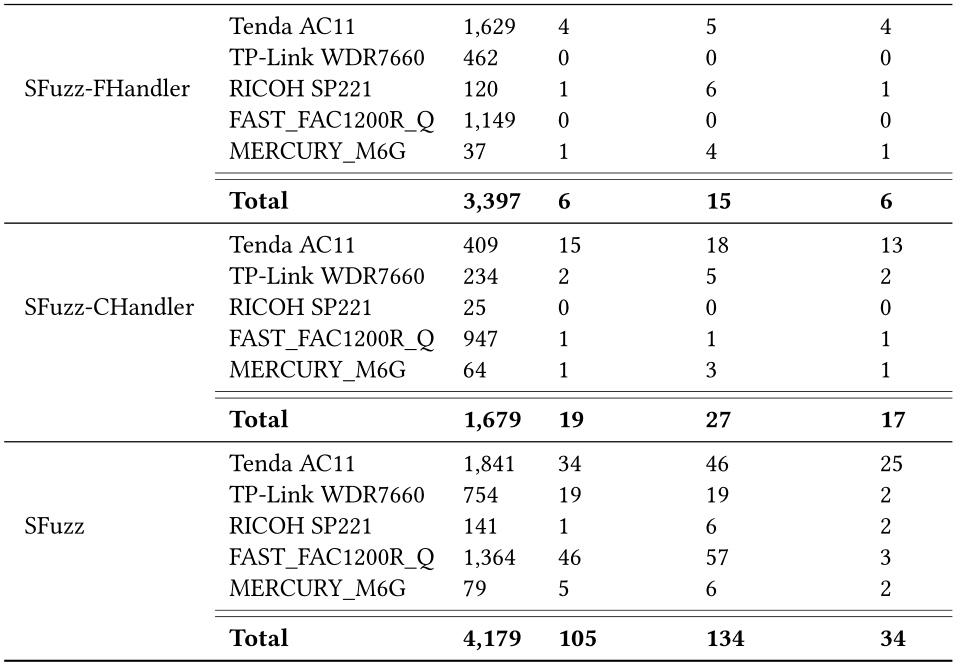 Tenda AC11 1,629 4 5 4
TP-Link WDR7660 462 0 0 0
SFuzz-FHandler RICOH SP221 120 1 6 1
FAST_FAC1200R_Q 1,149 0 0 0
MERCURY_M6G 37 1 4 1
Total 3,397 6 15 6
Tenda AC11 409 15 18 13
TP-Link WDR7660 234 2 5 2
SFuzz-CHandler RICOH SP221 25 0 0 0
FAST_FAC1200R_Q 947 1 1 1
MERCURY_M6G 64 1 3 1
Total 1,679 19 27 17
Tenda AC11 1,841 34 46 25
TP-Link WDR7660 754 19 19 2
SFuzz RICOH SP221 141 1 6 2
FAST_FAC1200R_Q 1,364 46 57 3
MERCURY_M6G 79 5 6 2
Total 4,179 105 134 34